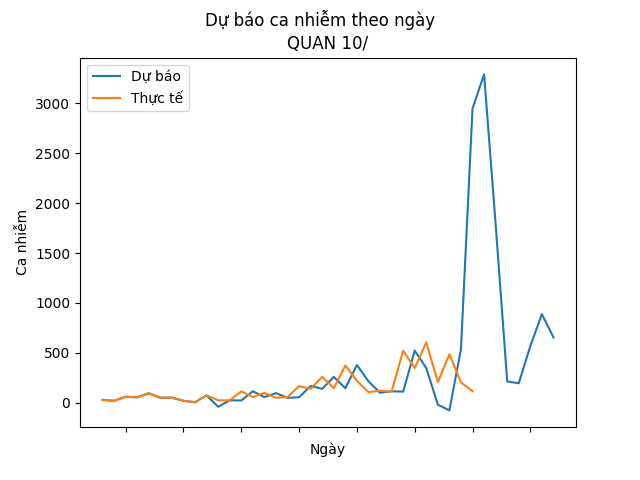 Dự báo ca nhiễm theo ngày
QUAN 10/
Dự báo
Thực tế
3000
2500
2000
1500
1000
500
0
Ca nhiễm
Ngày